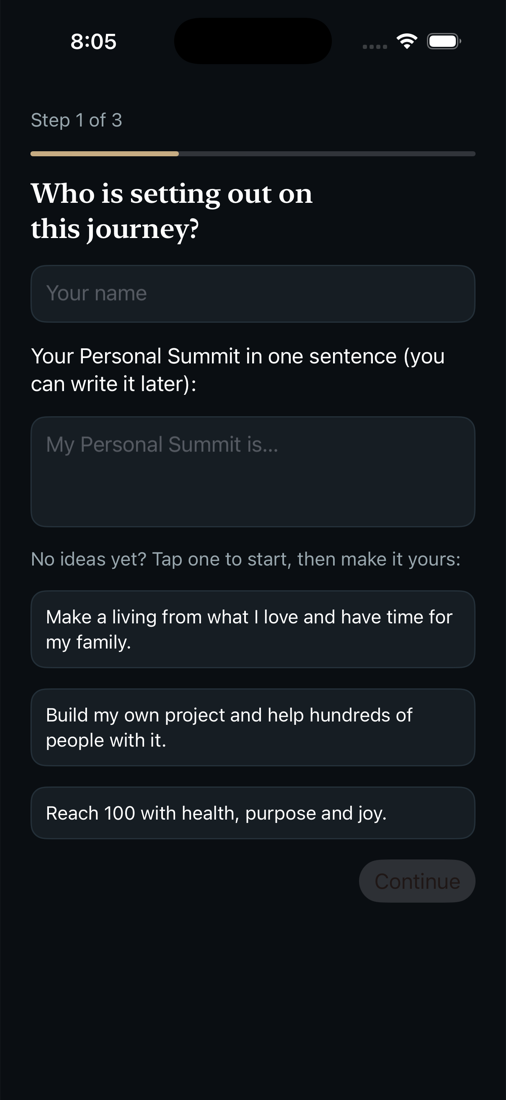 8:05
Step 1 of 3
Who is setting out on
this journey?
Your name
Your Personal Summit in one sentence (you
can write it later):
My Personal Summit is...
No ideas yet? Tap one to start, then make it yours:
Make a living from what I love and have time for
my family.
Build my own project and help hundreds of
people with it.
Reach 100 with health, purpose and joy.
Continue